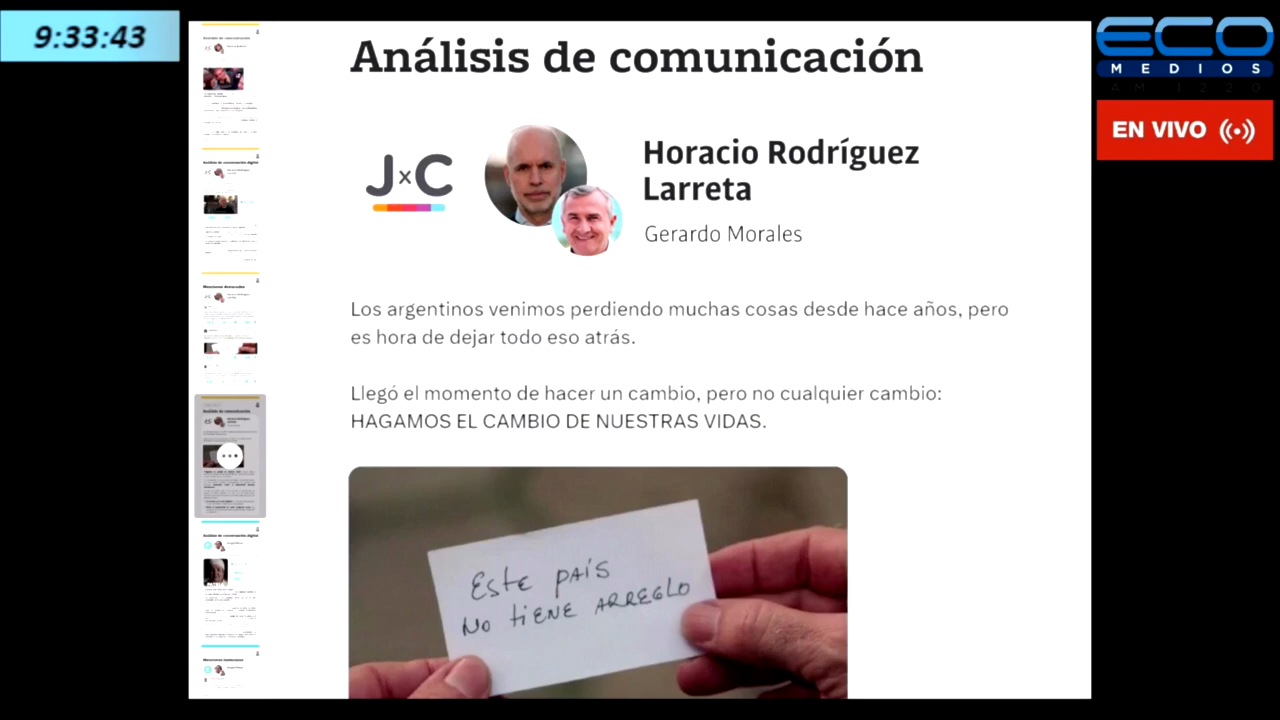 9:33:43
ECO
MEDIOS
AM 1220
EN VIVO
Análisis de comunicación
JxC
Horacio Rodríguez
Larreta
Gerardo Morales
Los argentinos venimos perdieno muchas cosas desde hace años, pero
es hora de dejar todo eso atrás.
Llegó el momento de hacer un cambio, pero no cualquier cambio:
HAGAMOS EL CAMBIO DE NUESTRAS VIDAS.
Este país
No tiene ARREGLO